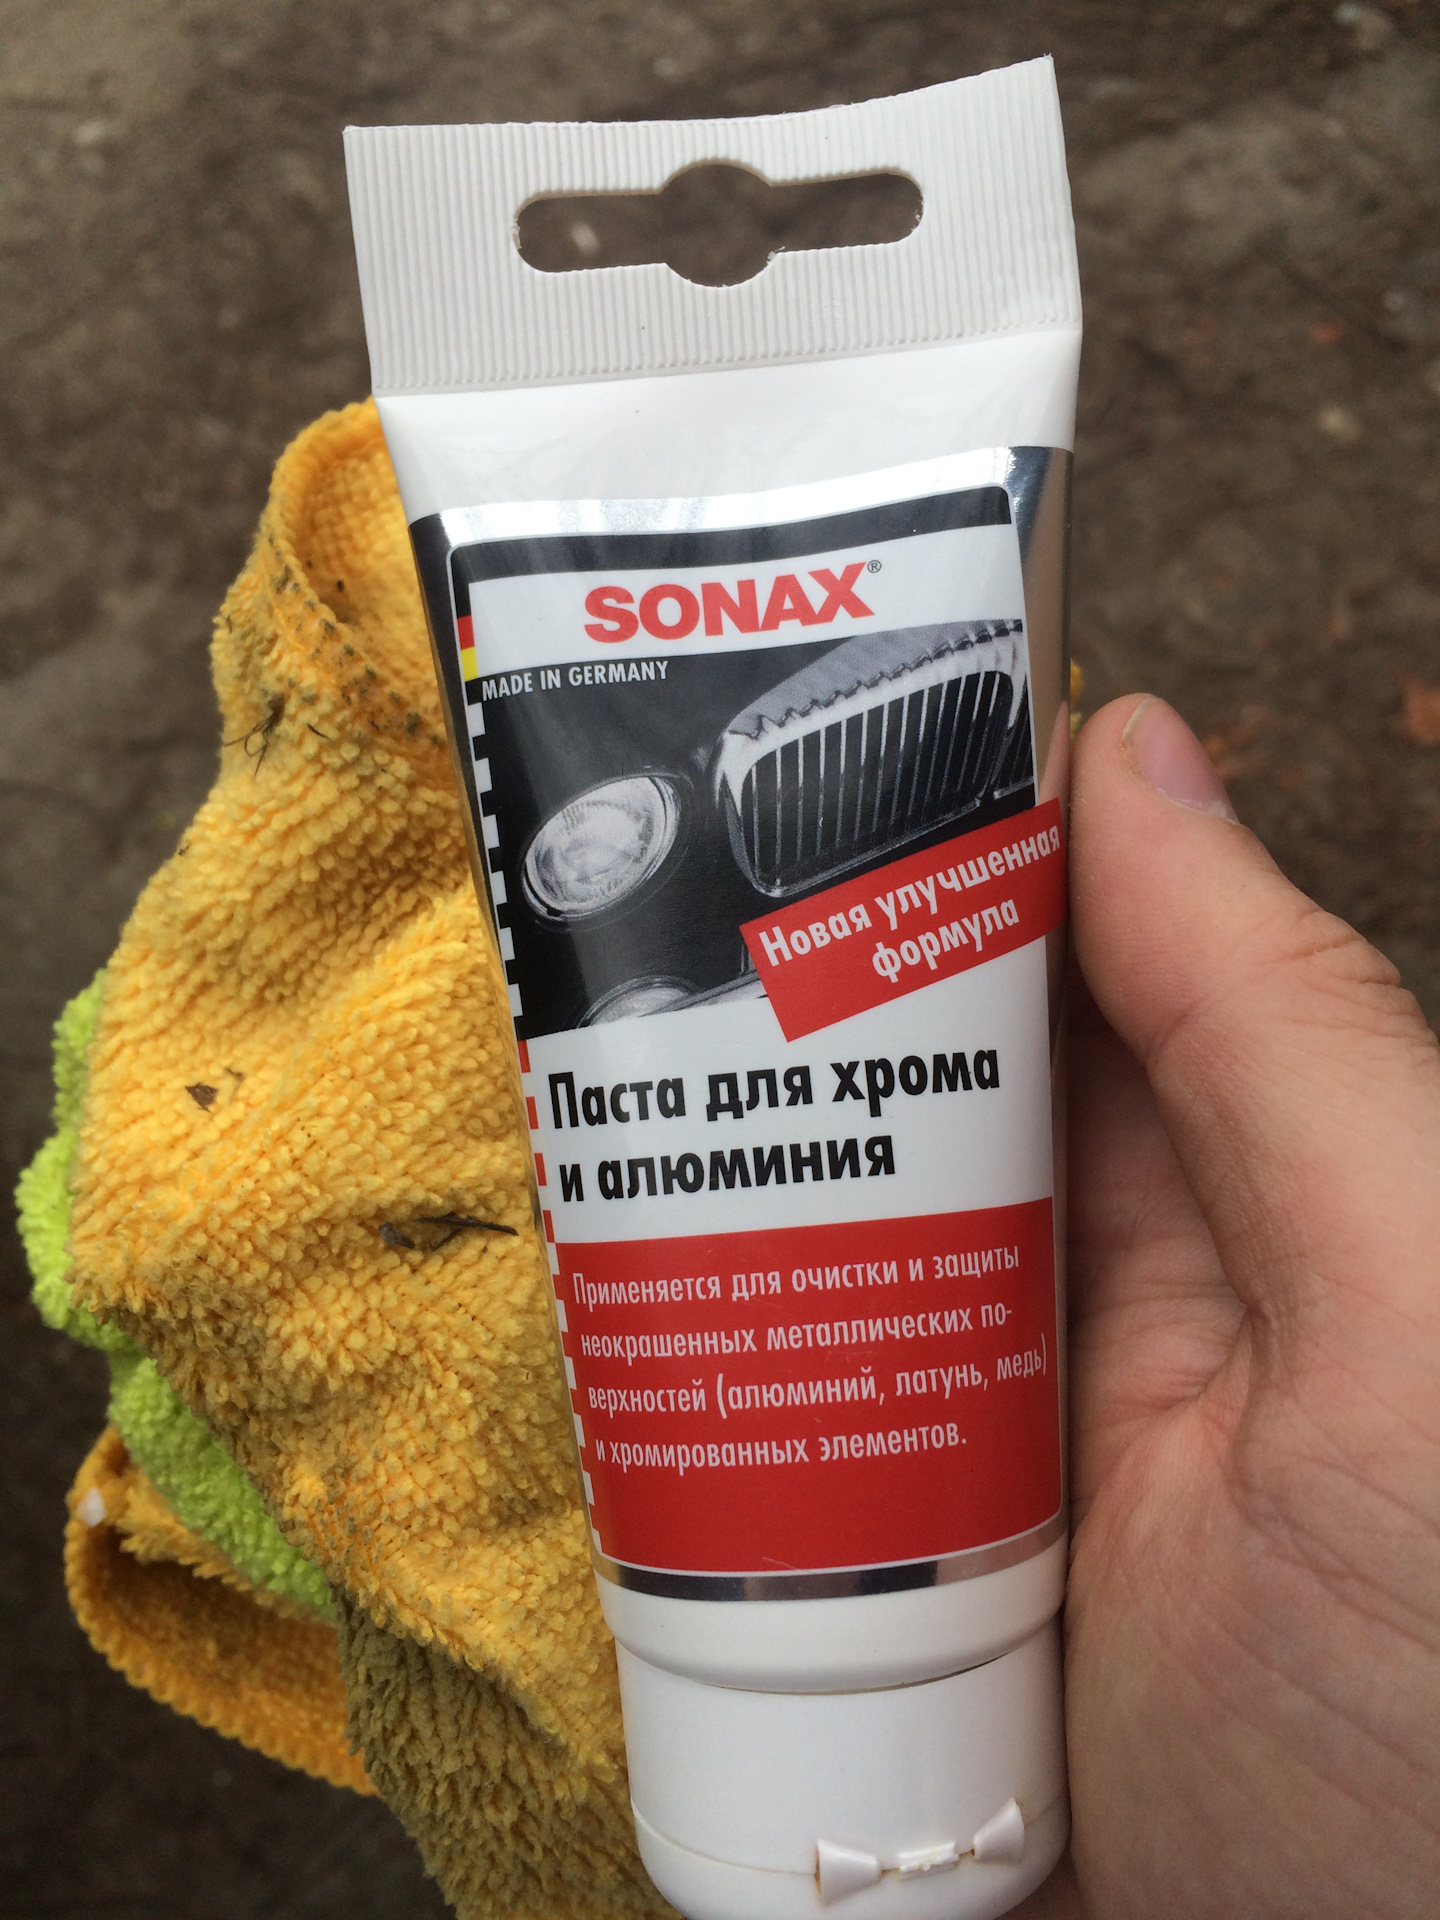 SONAX®
MADE IN GERMANY
Новая улучшенная
формула
Паста для хрома
и алюминия
Применяется для очистки и защиты
неокрашенных металлических по-
верхностей (алюминий, латунь, медь)
и хромированных элементов.